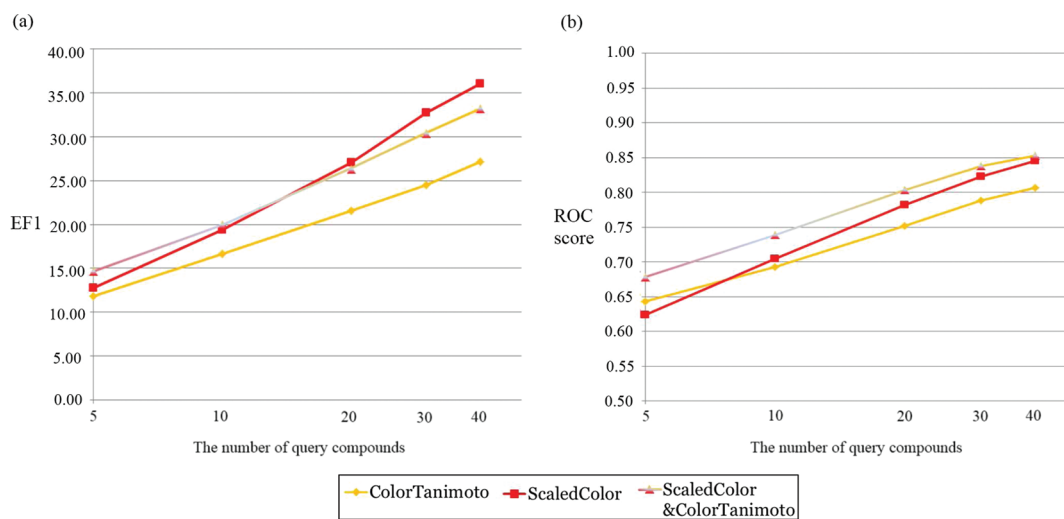 (a)
40.00
35.00
30.00
25.00
EF1
20.00
15.00
10.00
5.00
0.00
5 10 20 30 40
The number of query compounds
(b)
1.00
0.95
0.90
0.85
0.80
ROC
score
0.75
0.70
0.65
0.60
0.55
0.50
5 10 20 30 40
The number of query compounds
ColorTanimoto ScaledColor ScaledColor
&ColorTanimoto